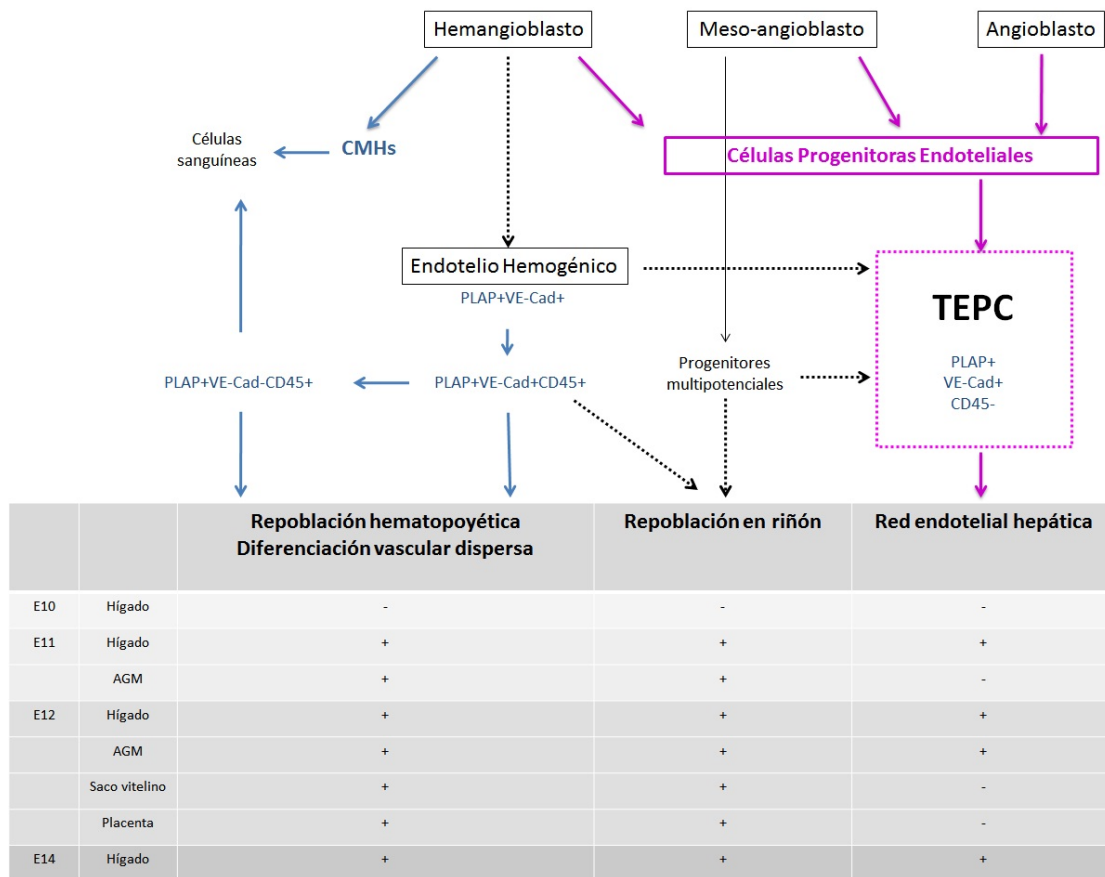 Hemangioblasto
Meso-angioblasto
Angioblasto
Células
sanguíneas
CMHs
Células Progenitoras Endoteliales
Endotelio Hemogénico
PLAP+VE-Cad+
TEPC
PLAP+
VE-Cad+
CD45-
PLAP+VE-Cad-CD45+
PLAP+VE-Cad+CD45+
Progenitores
multipotenciales
Repoblación hematopoyética
Diferenciación vascular dispersa
Repoblación en riñón
Red endotelial hepática
E10 Hígado - - -
E11 Hígado + + +
AGM + + -
E12 Hígado + + +
AGM + + +
Saco vitelino + + -
Placenta + + -
E14 Hígado + + +